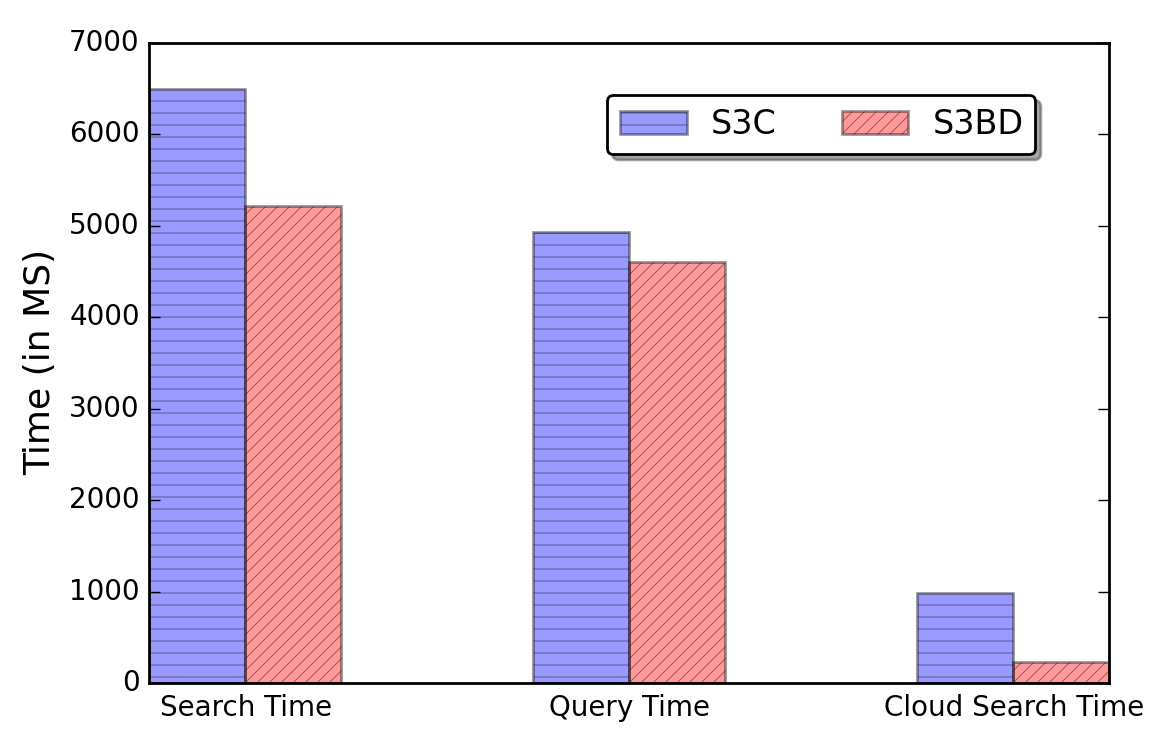 7000
6000
5000
4000
3000
2000
1000
0
Time (in MS)
S3C
S3BD
Search Time
Query Time
Cloud Search Time